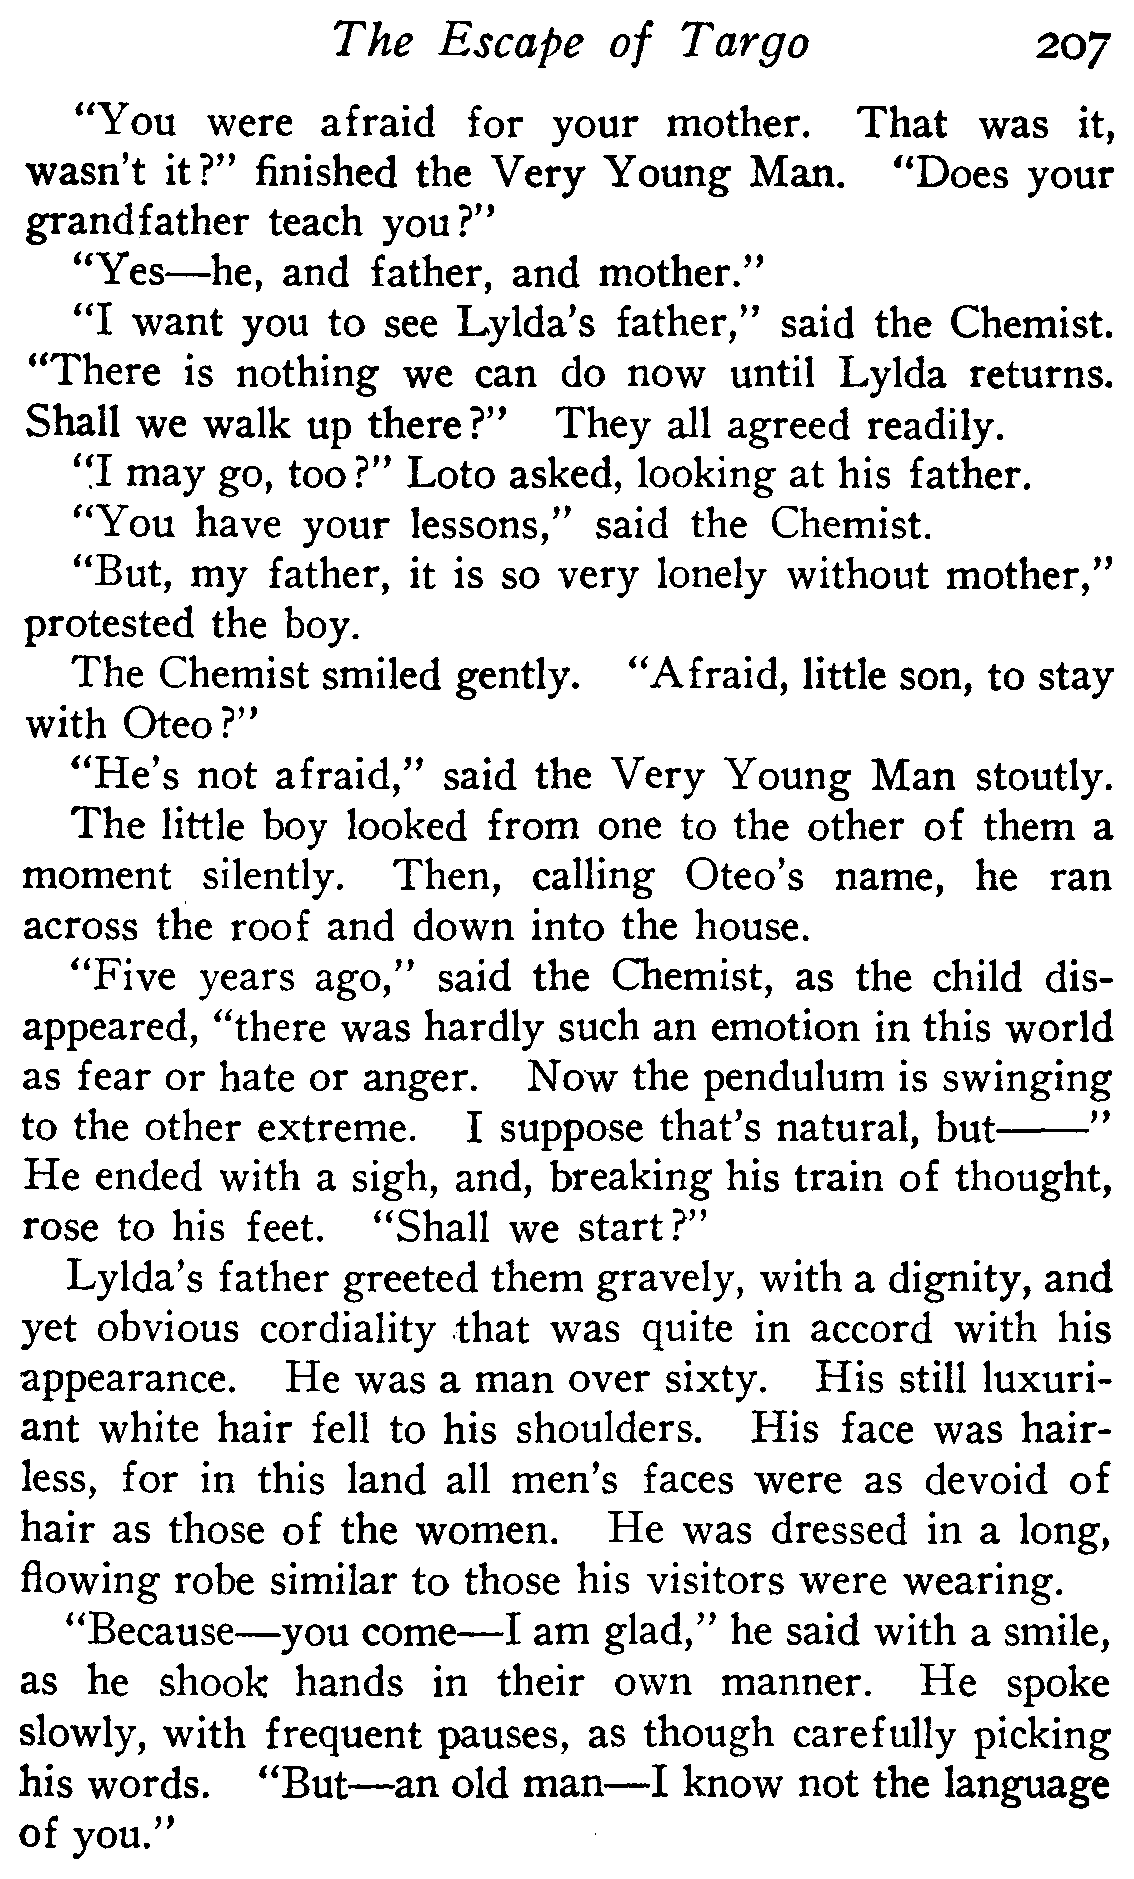 The Escape of Targo 207
"You were afraid for your mother. That was it,
wasn't it?" finished the Very Young Man. "Does your
grandfather teach you?"
"Yes—he, and father, and mother."
"I want you to see Lylda's father," said the Chemist.
"There is nothing we can do now until Lylda returns.
Shall we walk up there?" They all agreed readily.
"I may go, too?" Loto asked, looking at his father.
"You have your lessons," said the Chemist.
"But, my father, it is so very lonely without mother,"
protested the boy.
The Chemist smiled gently. "Afraid, little son, to stay
with Oteo?"
"He's not afraid," said the Very Young Man stoutly.
The little boy looked from one to the other of them a
moment silently. Then, calling Oteo's name, he ran
across the roof and down into the house.
"Five years ago," said the Chemist, as the child dis-
appeared, "there was hardly such an emotion in this world
as fear or hate or anger. Now the pendulum is swinging
to the other extreme. I suppose that's natural, but——"
He ended with a sigh, and, breaking his train of thought,
rose to his feet. "Shall we start?"
Lylda's father greeted them gravely, with a dignity, and
yet obvious cordiality that was quite in accord with his
appearance. He was a man over sixty. His still luxuri-
ant white hair fell to his shoulders. His face was hair-
less, for in this land all men's faces were as devoid of
hair as those of the women. He was dressed in a long,
flowing robe similar to those his visitors were wearing.
"Because—you come—I am glad," he said with a smile,
as he shook hands in their own manner. He spoke
slowly, with frequent pauses, as though carefully picking
his words. "But—an old man—I know not the language
of you."